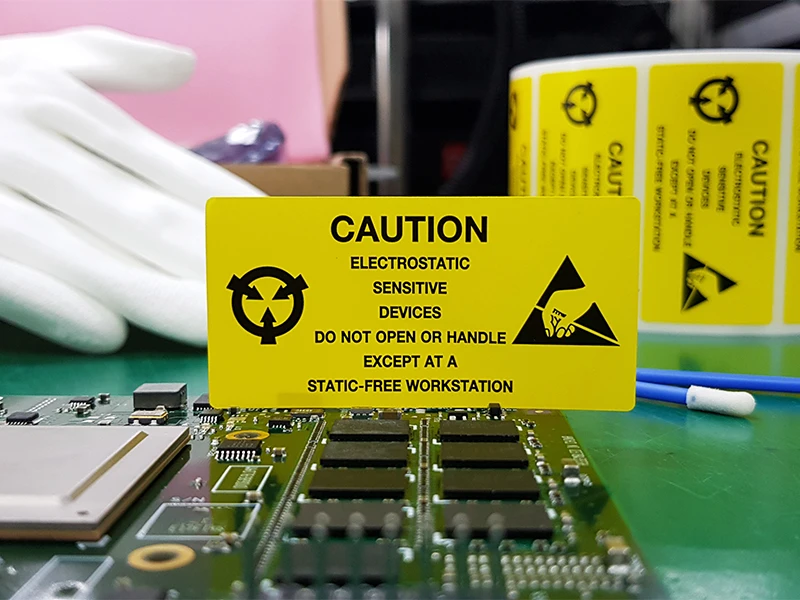 CAUTION
ELECTROSTATIC
SENSITIVE
DEVICES
DO NOT OPEN OR HANDLE
EXCEPT AT A
STATIC-FREE WORKSTATION
CAUTION
ELECTROSTATIC
SENSITIVE
DEVICES
DO NOT OPEN OR HANDLE
EXCEPT AT A
STATIC-FREE WORKSTATION